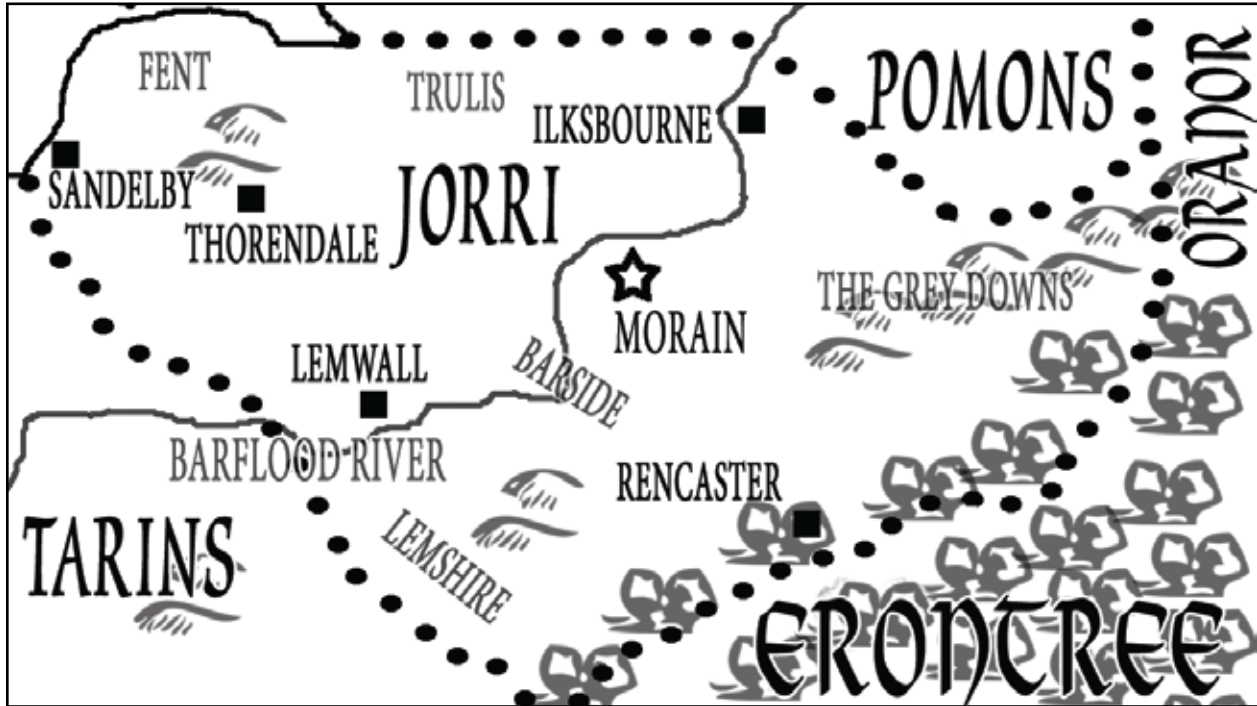 FENT
TRULIS
POMONS
ORANOR
ILKSBOURNE
SANDELBY
JORRI
THORENDALE
THE GREY DOWNS
MORAIN
LEMWALL
BARSIDE
BARFLOOD RIVER
RENCASTER
TARINS
LEMSHIRE
ERONTREE